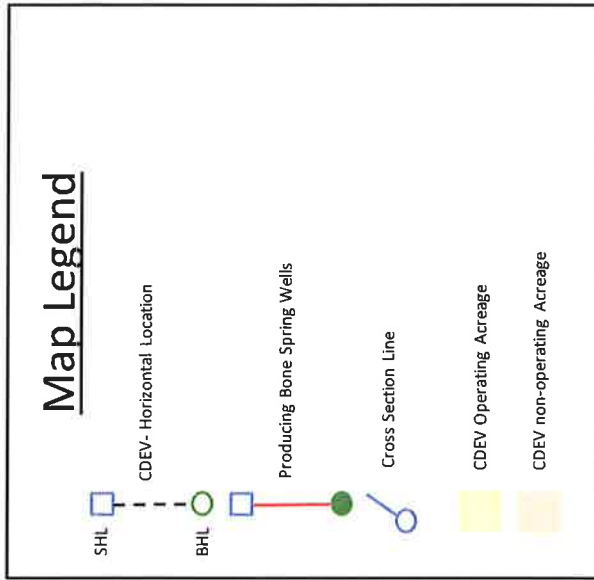 Map Legend
SHL
CDEV- Horizontal Location
BHL
Producing Bone Spring Wells
Cross Section Line
CDEV Operating Acreage
CDEV non-operating Acreage